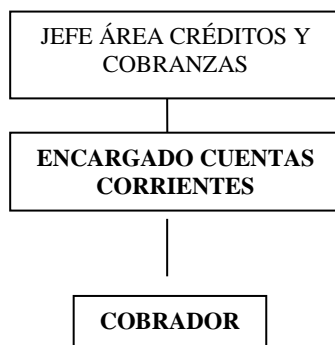 JEFE ÁREA CRÉDITOS Y
COBRANZAS
ENCARGADO CUENTAS
CORRIENTES
COBRADOR